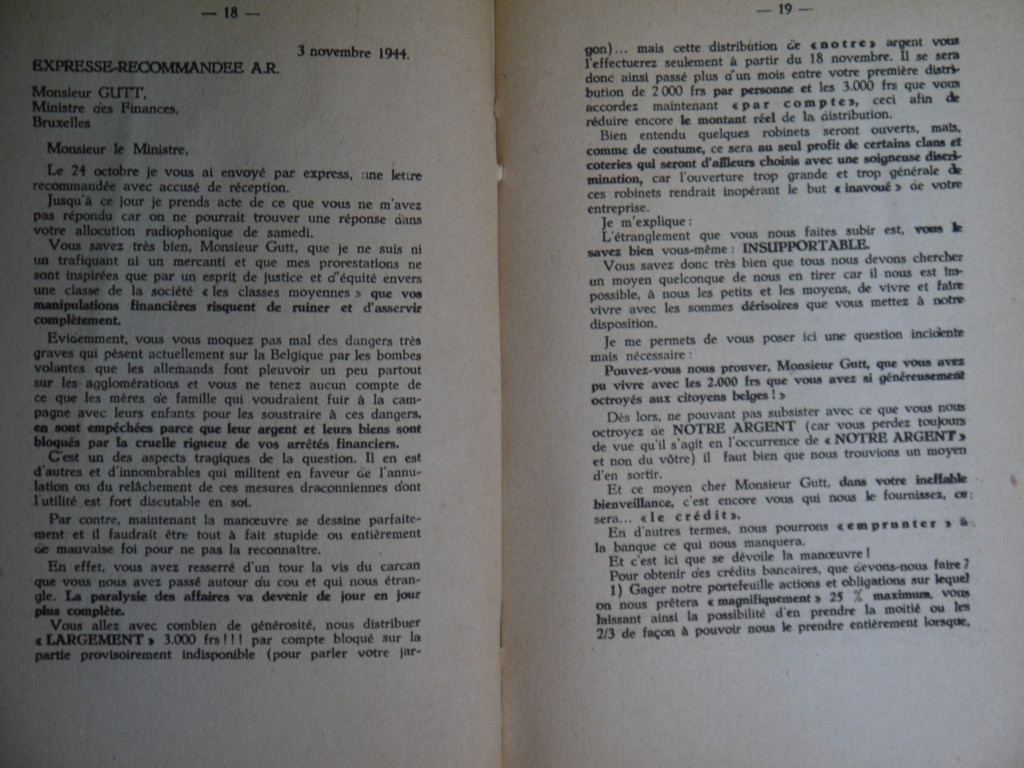 — 18 —
3 novembre 1944.
EXPRESSE-RECOMMANDEE A.R.
Monsieur GUTT,
Ministre des Finances,
Bruxelles
Monsieur le Ministre,
Le 24 octobre je vous ai envoyé par express, une lettre
recommandée avec accusé de réception.
Jusqu'à ce jour je prends acte de ce que vous ne m'avez
pas répondu car on ne pourrait trouver une réponse dans
votre allocution radiophonique de samedi.
Vous savez très bien, Monsieur Gutt, que je ne suis ni
un trafiquant ni un mercanti et que mes prorestations ne
sont inspirées que par un esprit de justice et d'équité envers
une classe de la société « les classes moyennes » que vos
manipulations financières risquent de ruiner et d'asservir
complètement.
Evidemment, vous vous moquez pas mal des dangers très
graves qui pèsent actuellement sur la Belgique par les bombes
volantes que les allemands font pleuvoir un peu partout
sur les agglomérations et vous ne tenez aucun compte de
ce que les mères de famille qui voudraient fuir à la cam-
pagne avec leurs enfants pour les soustraire à ces dangers,
en sont empêchées parce que leur argent et leurs biens sont
bloqués par la cruelle rigueur de vos arrêtés financiers.
C'est un des aspects tragiques de la question. Il en est
d'autres et d'innombrables qui militent en faveur de l'annu-
lation ou du relâchement de ces mesures draconniennes dont
l'utilité est fort discutable en soi.
Par contre, maintenant la manœuvre se dessine parfaite-
ment et il faudrait être tout à fait stupide ou entièrement
de mauvaise foi pour ne pas la reconnaître.
En effet, vous avez resserré d'un tour la vis du carcan
que vous nous avez passé autour du cou et qui nous étran-
gle. La paralysie des affaires va devenir de jour en jour
plus complète.
Vous allez avec combien de générosité, nous distribuer
« LARGEMENT » 3.000 frs ! ! ! par compte bloqué sur la
partie provisoirement indisponible (pour parler votre jar-
— 19 —
gon)... mais cette distribution de « notre » argent vous
l'effectuerez seulement à partir du 18 novembre. Il se sera
donc ainsi passé plus d'un mois entre votre première distri-
bution de 2 000 frs par personne et les 3.000 frs que vous
accordez maintenant « par compte », ceci afin de
réduire encore le montant réel de la distribution.
Bien entendu quelques robinets seront ouverts, mais,
comme de coutume, ce sera au seul profit de certains clans et
coteries qui seront d'ailleurs choisis avec une soigneuse discri-
mination, car l'ouverture trop grande et trop générale de
ces robinets rendrait inopérant le but « inavoué » de votre
entreprise.
Je m'explique :
L'étranglement que vous nous faites subir est, vous le
savez bien vous-même : INSUPPORTABLE.
Vous savez donc très bien que tous nous devons chercher
un moyen quelconque de nous en tirer car il nous est im-
possible, à nous les petits et les moyens, de vivre et faire
vivre avec les sommes dérisoires que vous mettez à notre
disposition.
Je me permets de vous poser ici une question incidente
mais nécessaire :
Pouvez-vous nous prouver, Monsieur Gutt, que vous avez
pu vivre avec les 2.000 frs que vous avez si généreusement
octroyés aux citoyens belges ! »
Dès lors, ne pouvant pas subsister avec ce que vous nous
octroyez de NOTRE ARGENT (car vous perdez toujours
de vue qu'il s'agit en l'occurrence de « NOTRE ARGENT »
et non du vôtre) il faut bien que nous trouvions un moyen
d'en sortir.
Et ce moyen cher Monsieur Gutt, dans votre ineffable
bienveillance, c'est encore vous qui nous le fournissez, ce
sera... « le crédit ».
En d'autres termes, nous pourrons « emprunter » à
la banque ce qui nous manquera.
Et c'est ici que se dévoile la manœuvre !
Pour obtenir des crédits bancaires, que devons-nous faire ?
1) Gager notre portefeuille actions et obligations sur lequel
on nous prêtera « magnifiquement » 25 % maximum, vous
laissant ainsi la possibilité d'en prendre la moitié ou les
2/3 de façon à pouvoir nous le prendre entièrement lorsque,